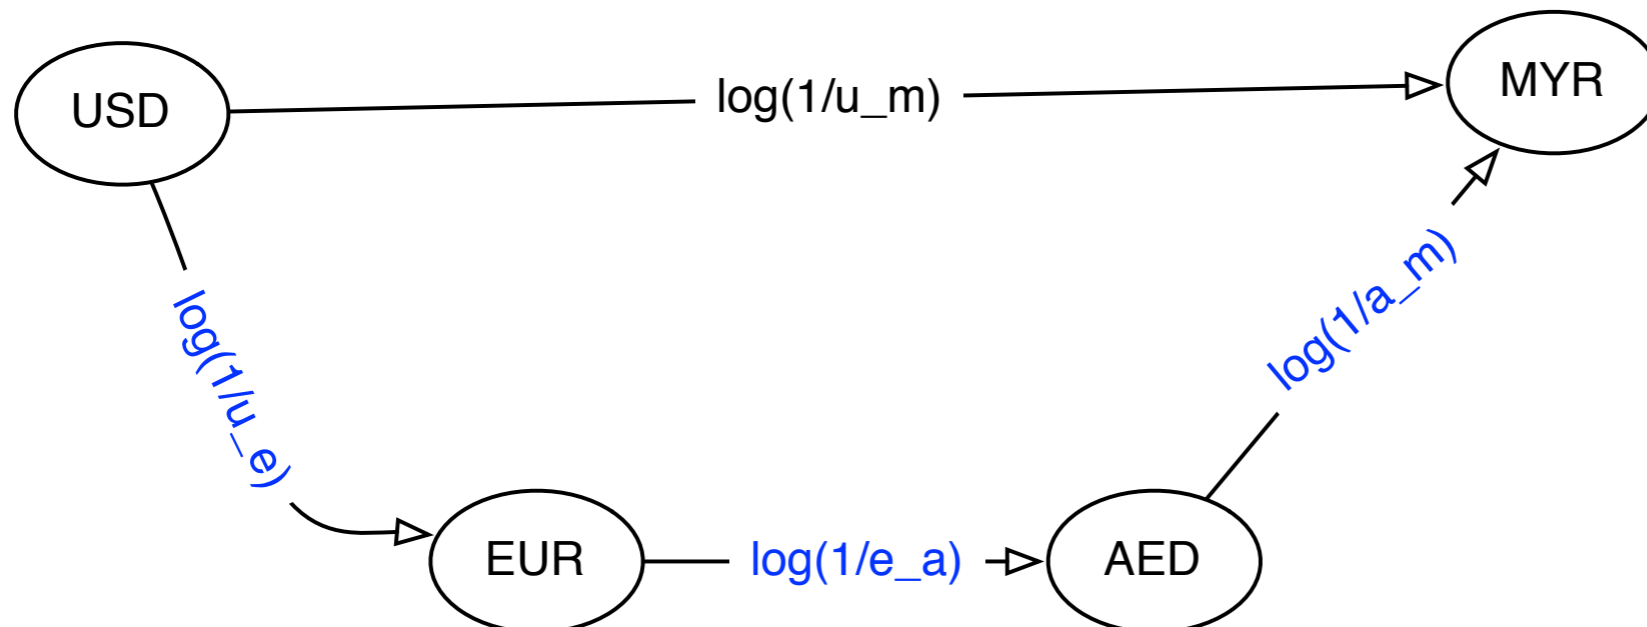 USD
log(1/u_m)
MYR
log(1/u_e)
log(1/a_m)
EUR
log(1/e_a)
AED